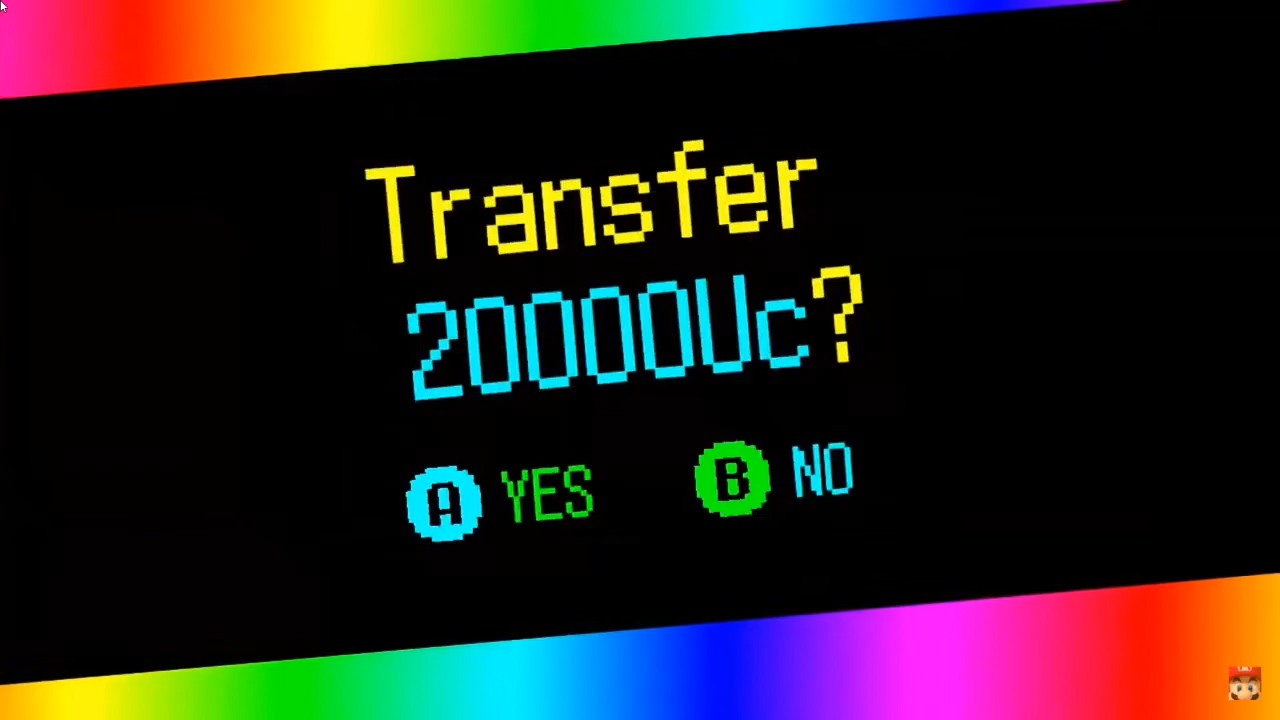 Transfer
20000Uc?
A YES B NO